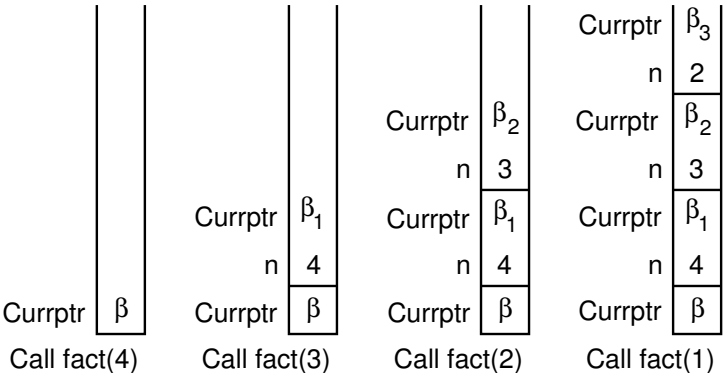 Currptr β₃
n 2
Currptr β₂ Currptr β₂
n 3 n 3
Currptr β₁ Currptr β₁ Currptr β₁
n 4 n 4 n 4
Currptr β Currptr β Currptr β Currptr β
Call fact(4) Call fact(3) Call fact(2) Call fact(1)